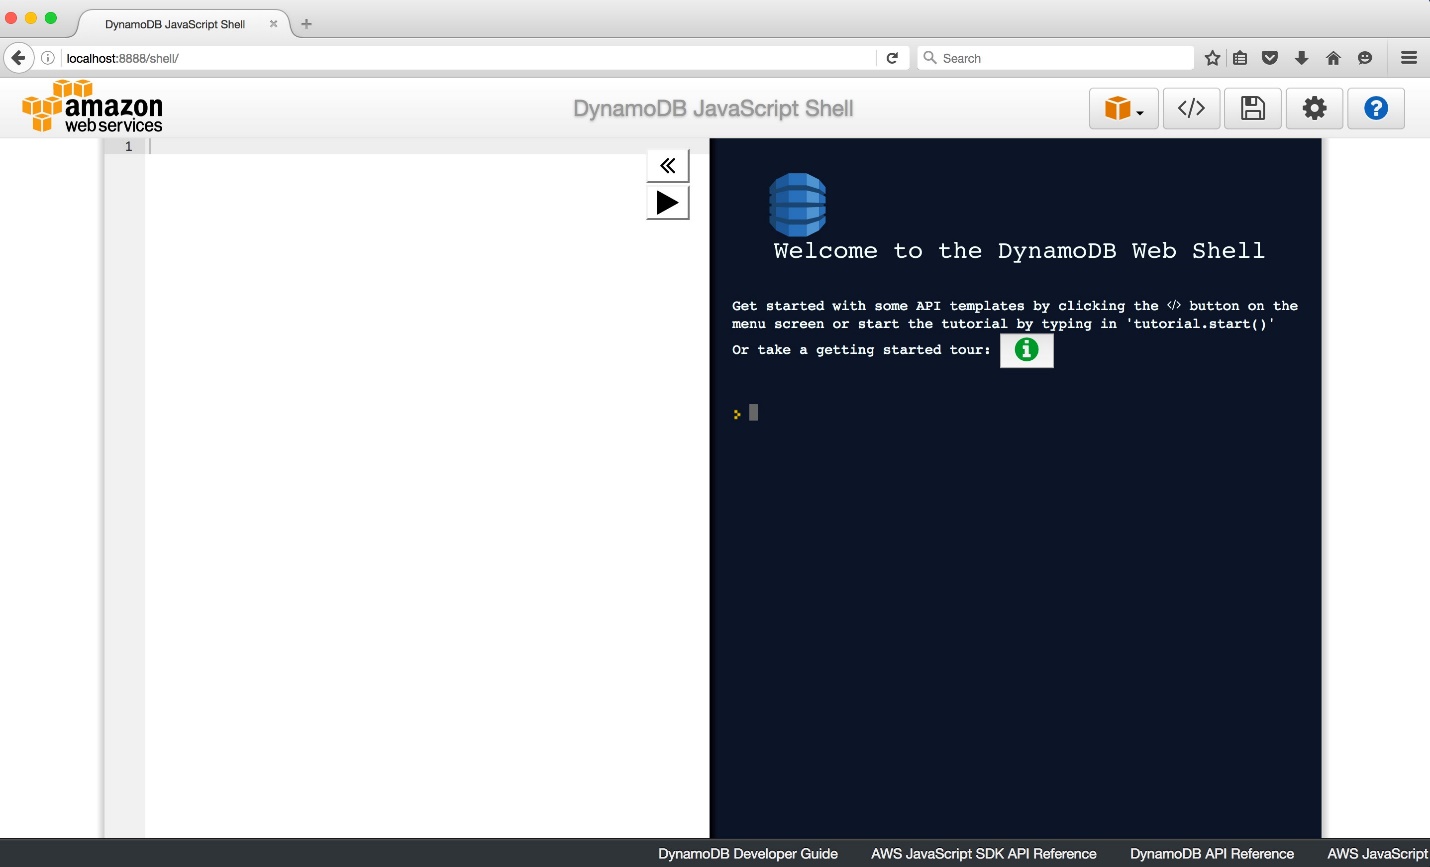 DynamoDB JavaScript Shell
localhost:8888/shell/
Search
amazon
webservices
DynamoDB JavaScript Shell
</>
1
Welcome to the DynamoDB Web Shell
Get started with some API templates by clicking the </> button on the
menu screen or start the tutorial by typing in 'tutorial.start()'
Or take a getting started tour:
>
DynamoDB Developer Guide
AWS JavaScript SDK API Reference
DynamoDB API Reference
AWS JavaScript